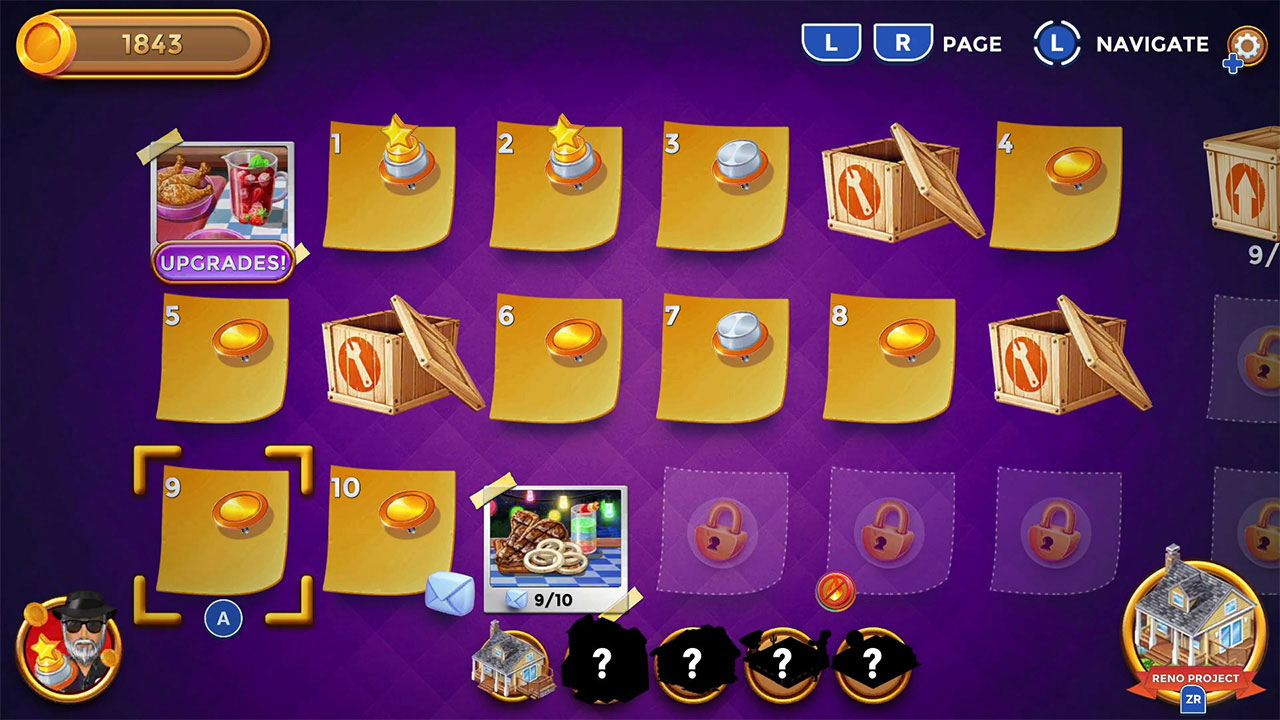 1843
L R PAGE L NAVIGATE
1
2
3
4
UPGRADES!
9/
5
6
7
8
9
10
9/10
A
? ? ? ?
RENO PROJECT
ZR